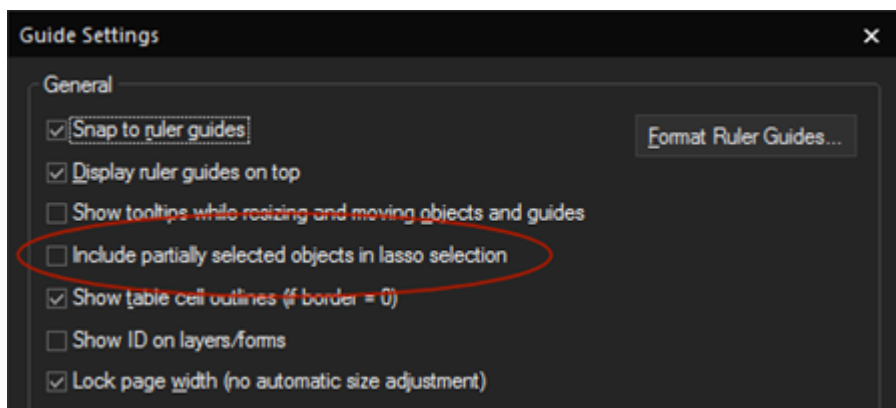 Guide Settings
General
Snap to ruler guides
Format Ruler Guides...
Display ruler guides on top
Show tooltips while resizing and moving objects and guides
Include partially selected objects in lasso selection
Show table cell outlines (if border = 0)
Show ID on layers/forms
Lock page width (no automatic size adjustment)